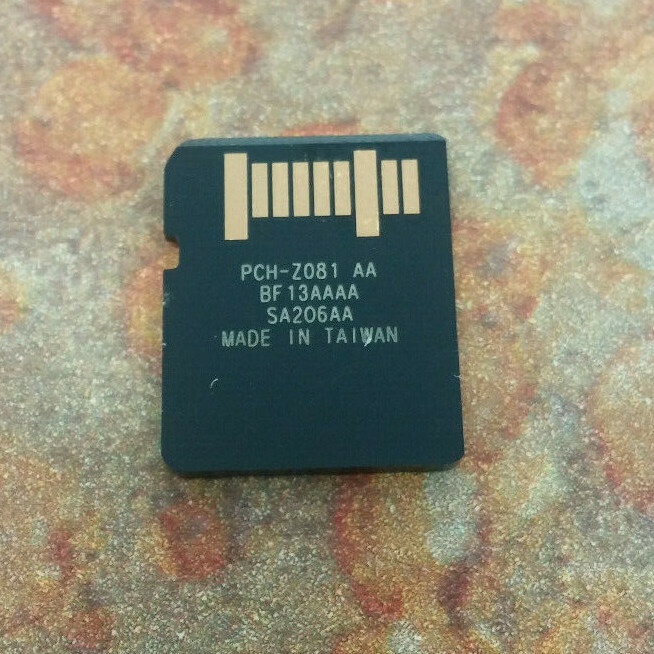 PCH-Z081 AA
BF13AAAA
SA206AA
MADE IN TAIWAN